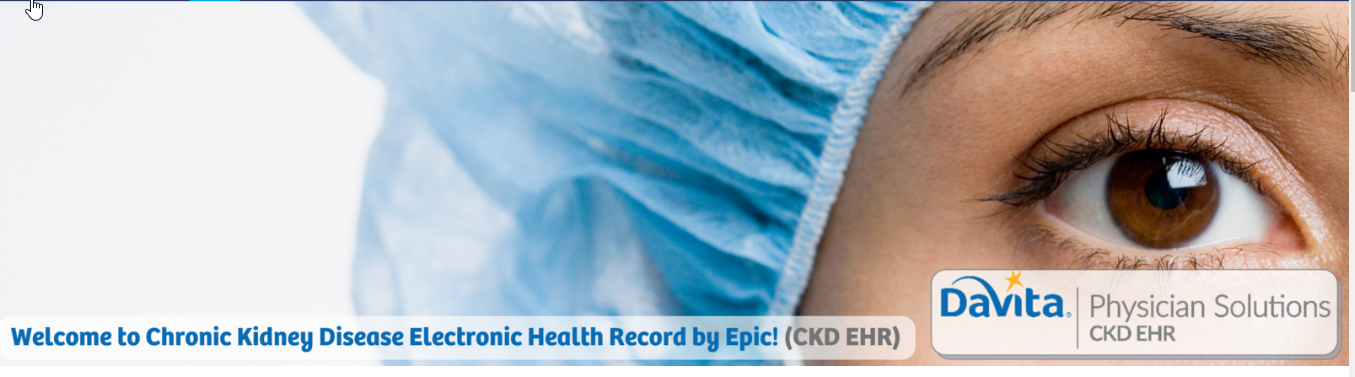 Welcome to Chronic Kidney Disease Electronic Health Record by Epic! (CKD EHR)
DaVita® Physician Solutions
CKD EHR